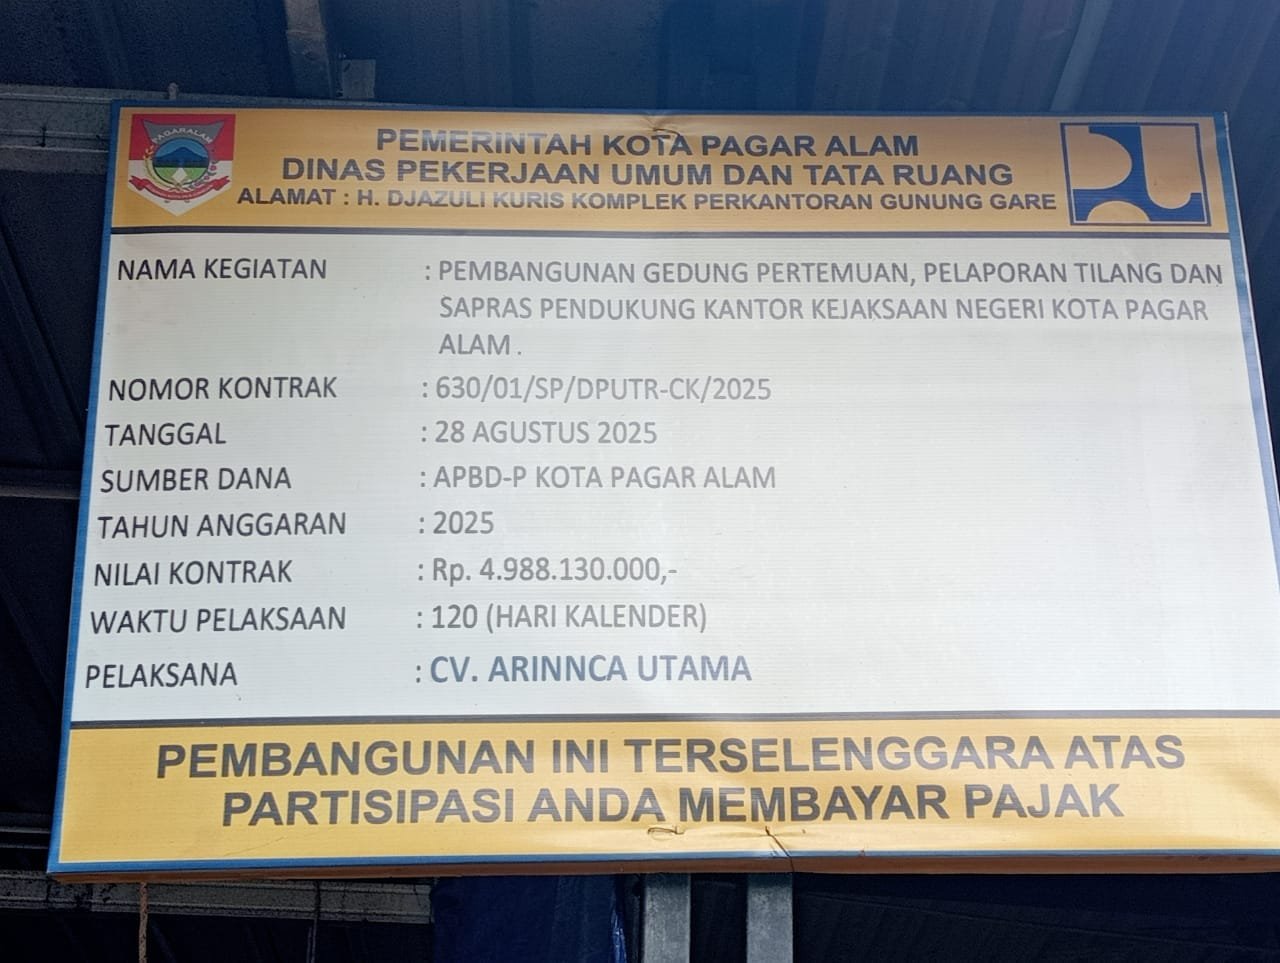 PAGARALAM
PEMERINTAH KOTA PAGAR ALAM
DINAS PEKERJAAN UMUM DAN TATA RUANG
ALAMAT : H. DJAZULI KURIS KOMPLEK PERKANTORAN GUNUNG GARE
NAMA KEGIATAN : PEMBANGUNAN GEDUNG PERTEMUAN, PELAPORAN TILANG DAN
SAPRAS PENDUKUNG KANTOR KEJAKSAAN NEGERI KOTA PAGAR
ALAM .
NOMOR KONTRAK : 630/01/SP/DPUTR-CK/2025
TANGGAL : 28 AGUSTUS 2025
SUMBER DANA : APBD-P KOTA PAGAR ALAM
TAHUN ANGGARAN : 2025
NILAI KONTRAK : Rp. 4.988.130.000,-
WAKTU PELAKSAAN : 120 (HARI KALENDER)
PELAKSANA : CV. ARINNCA UTAMA
PEMBANGUNAN INI TERSELENGGARA ATAS
PARTISIPASI ANDA MEMBAYAR PAJAK